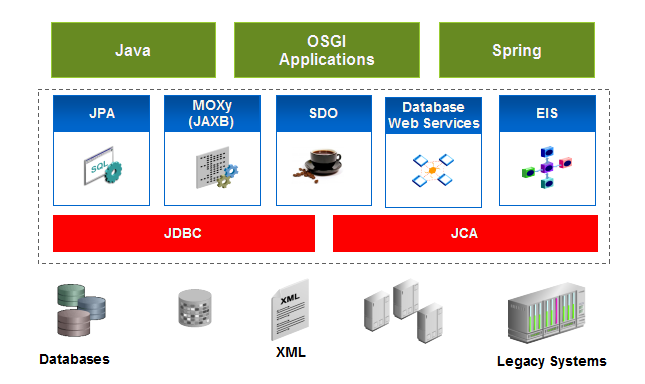 Java
OSGI
Applications
Spring
JPA
MOXy
(JAXB)
SDO
Database
Web Services
EIS
SQL
JDBC
JCA
XML
Databases
XML
Legacy Systems